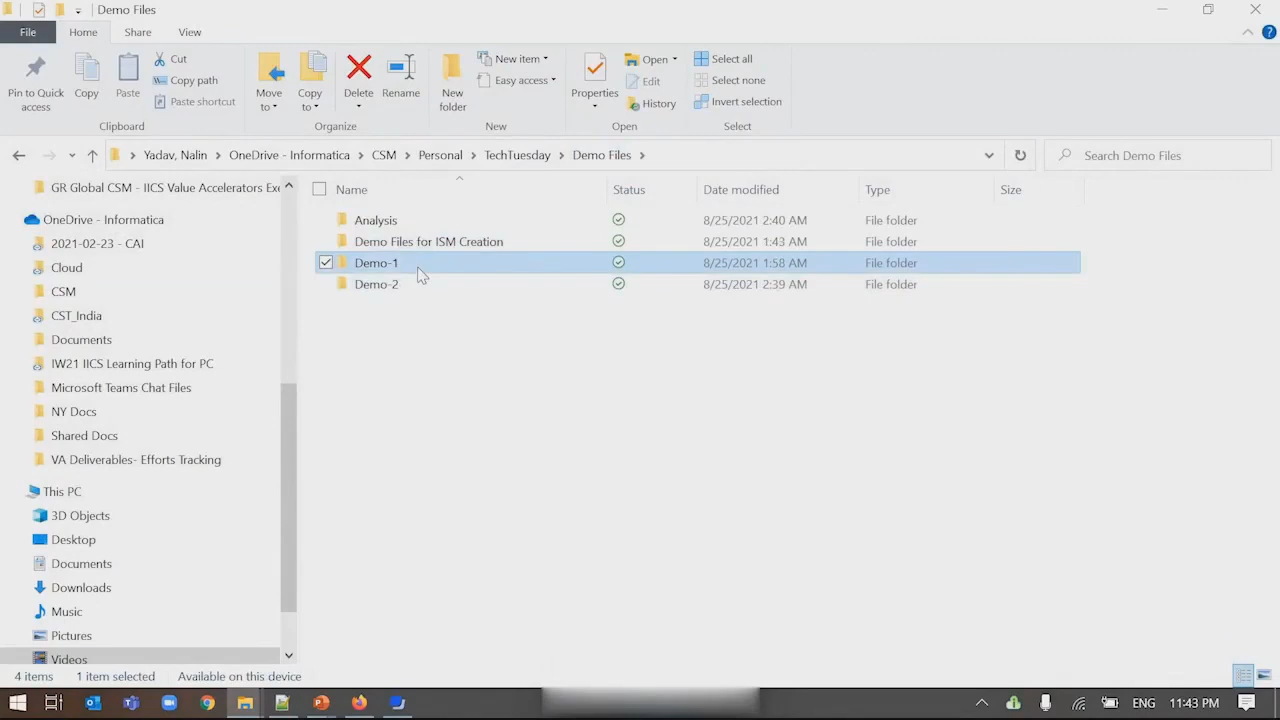 Demo Files
File Home Share View
Pin to Quick access
Copy
Paste
Cut
Copy path
Paste shortcut
Clipboard
Move to
Copy to
Delete
Rename
Organize
New folder
New item
Easy access
New
Properties
Open
Edit
History
Open
Select all
Select none
Invert selection
Select
Yadav, Nalin OneDrive - Informatica CSM Personal TechTuesday Demo Files
Search Demo Files
GR Global CSM - IICS Value Accelerators Exe
OneDrive - Informatica
2021-02-23 - CAI
Cloud
CSM
CST_India
Documents
IW21 IICS Learning Path for PC
Microsoft Teams Chat Files
NY Docs
Shared Docs
VA Deliverables- Efforts Tracking
This PC
3D Objects
Desktop
Documents
Downloads
Music
Pictures
Videos
Name Status Date modified Type Size
Analysis 8/25/2021 2:40 AM File folder
Demo Files for ISM Creation 8/25/2021 1:43 AM File folder
Demo-1 8/25/2021 1:58 AM File folder
Demo-2 8/25/2021 2:39 AM File folder
4 items 1 item selected Available on this device
ENG 11:43 PM